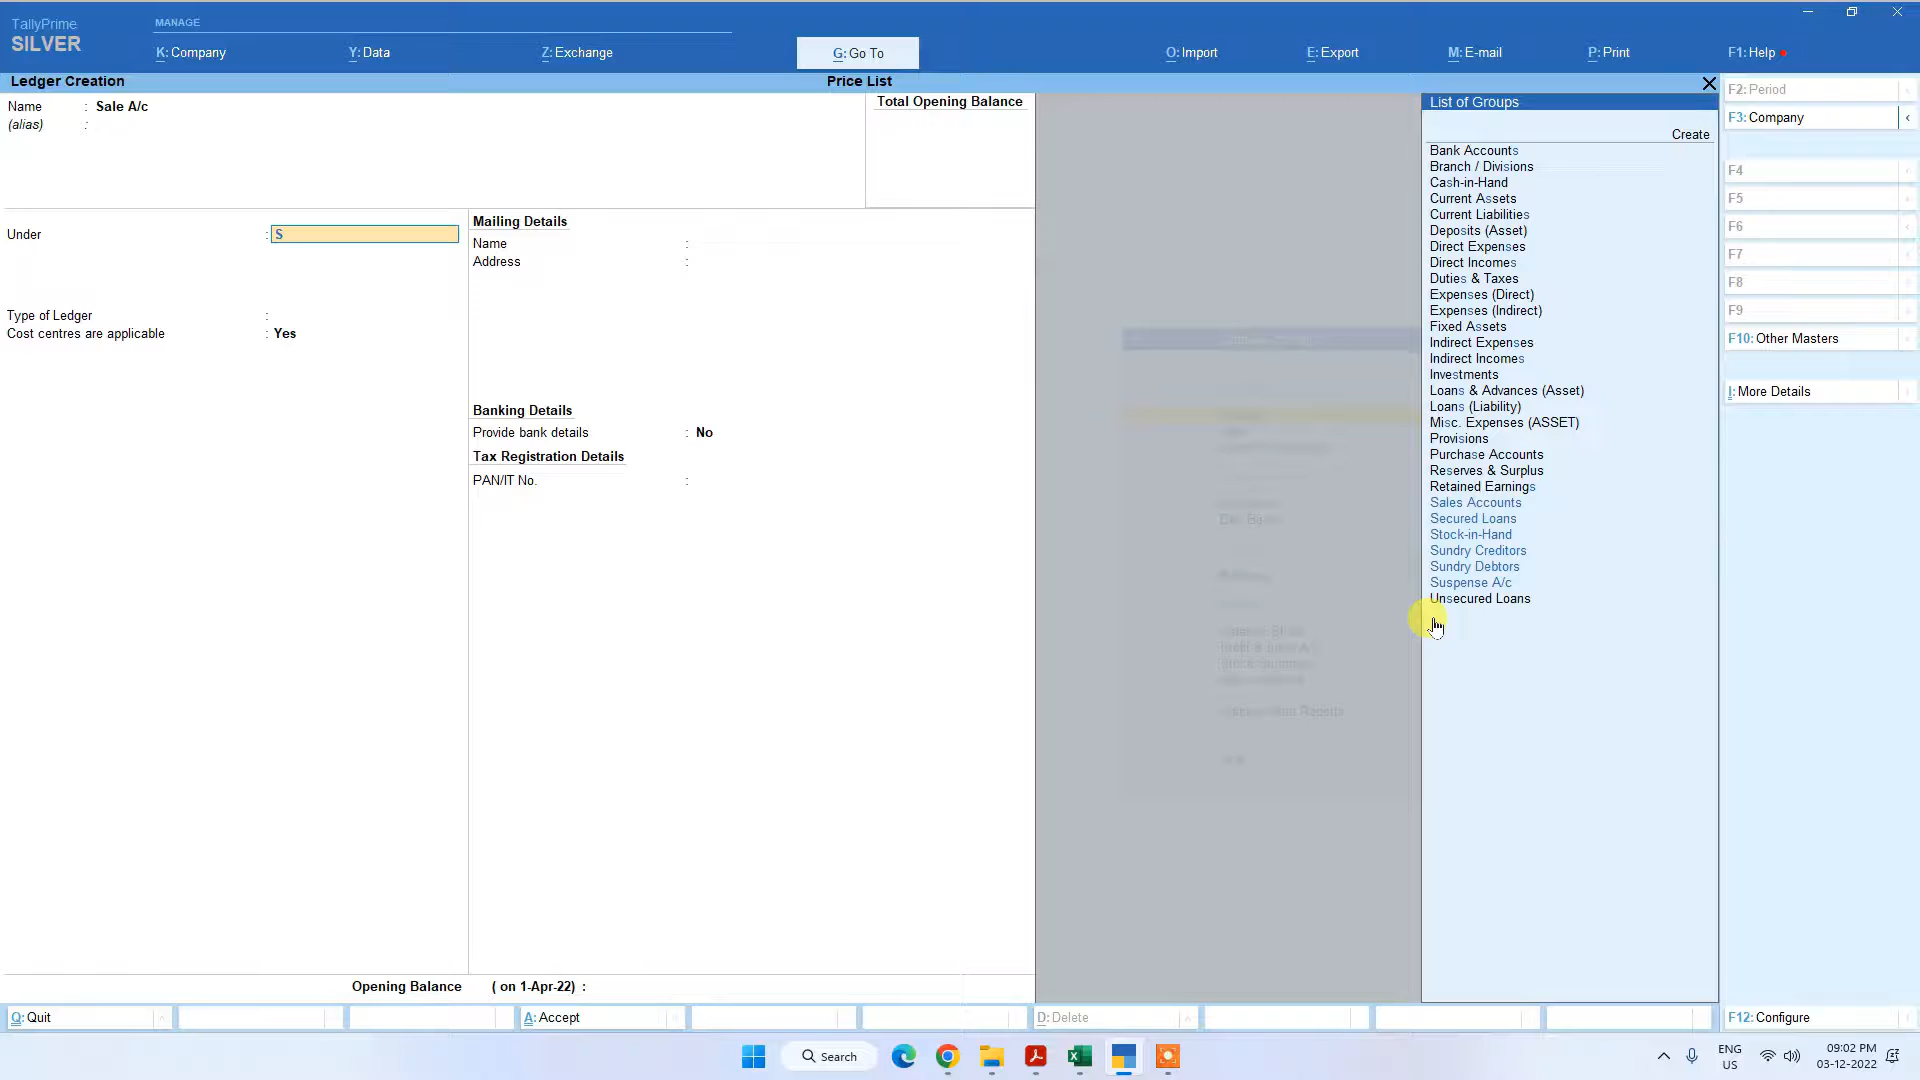 TallyPrime
SILVER
MANAGE
K: Company
Y: Data
Z: Exchange
G: Go To
O: Import
E: Export
M: E-mail
P: Print
F1: Help
Ledger Creation
Price List
Name : Sale A/c
(alias) :
Total Opening Balance
Under : S
Type of Ledger :
Cost centres are applicable : Yes
Mailing Details
Name :
Address :
Banking Details
Provide bank details : No
Tax Registration Details
PAN/IT No. :
Opening Balance ( on 1-Apr-22) :
List of Groups
Create
Bank Accounts
Branch / Divisions
Cash-in-Hand
Current Assets
Current Liabilities
Deposits (Asset)
Direct Expenses
Direct Incomes
Duties & Taxes
Expenses (Direct)
Expenses (Indirect)
Fixed Assets
Indirect Expenses
Indirect Incomes
Investments
Loans & Advances (Asset)
Loans (Liability)
Misc. Expenses (ASSET)
Provisions
Purchase Accounts
Reserves & Surplus
Retained Earnings
Sales Accounts
Secured Loans
Stock-in-Hand
Sundry Creditors
Sundry Debtors
Suspense A/c
Unsecured Loans
F2: Period
F3: Company
F4
F5
F6
F7
F8
F9
F10: Other Masters
I: More Details
F12: Configure
Q: Quit
A: Accept
D: Delete
Search
ENG
US
09:02 PM
03-12-2022